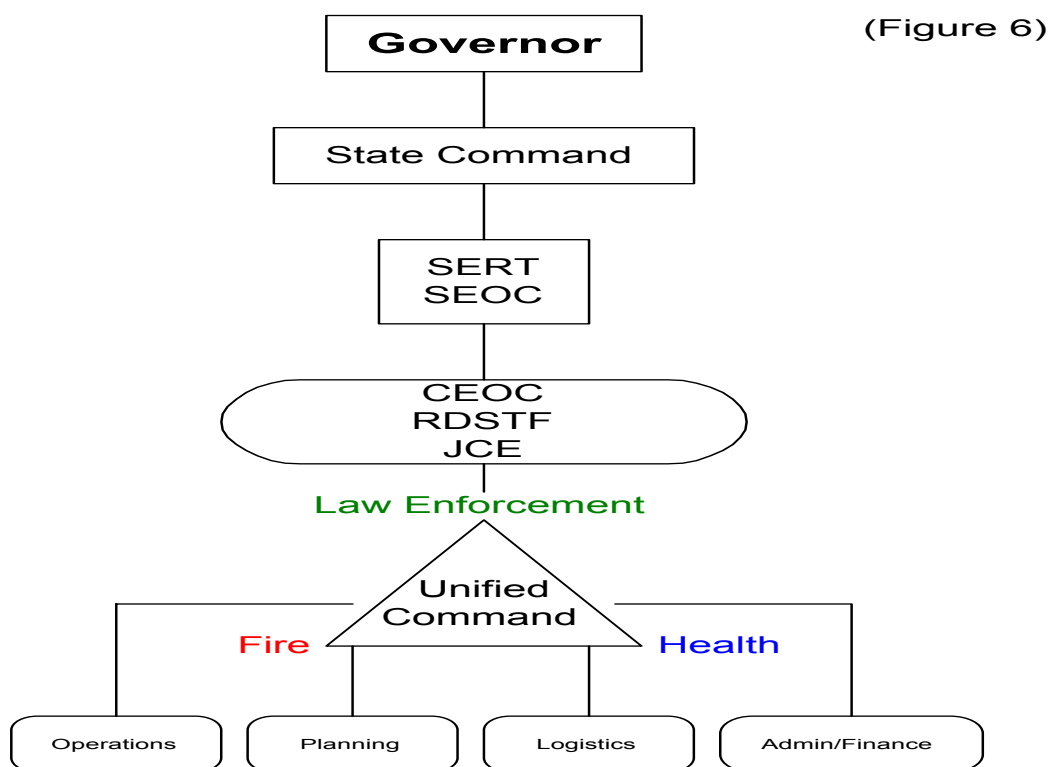 (Figure 6)
Governor
State Command
SERT
SEOC
CEOC
RDSTF
JCE
Law Enforcement
Unified
Command
Fire
Health
Operations
Planning
Logistics
Admin/Finance